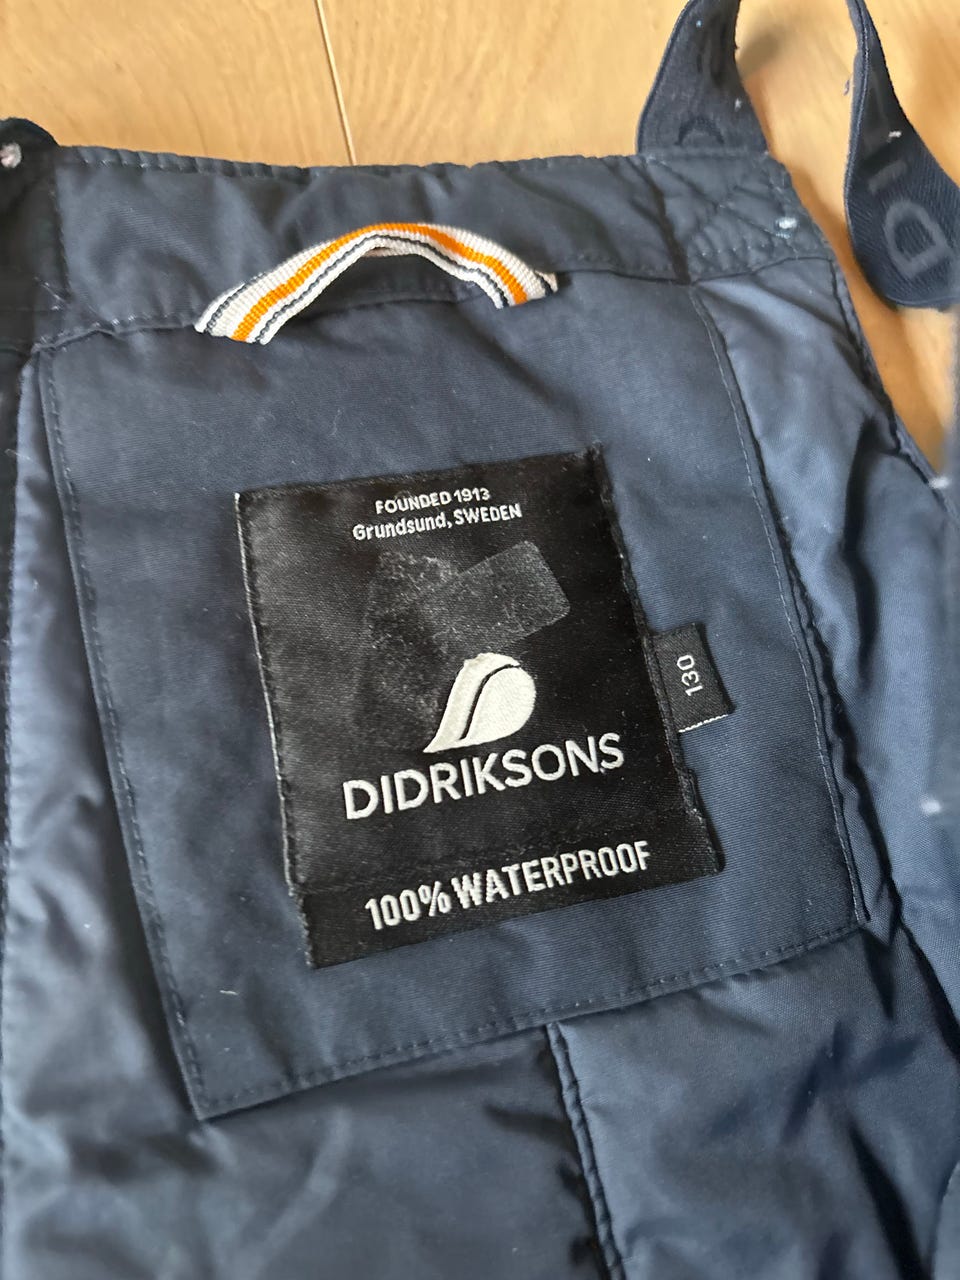 FOUNDED 1913
Grundsund, SWEDEN
DIDRIKSONS
100% WATERPROOF
130